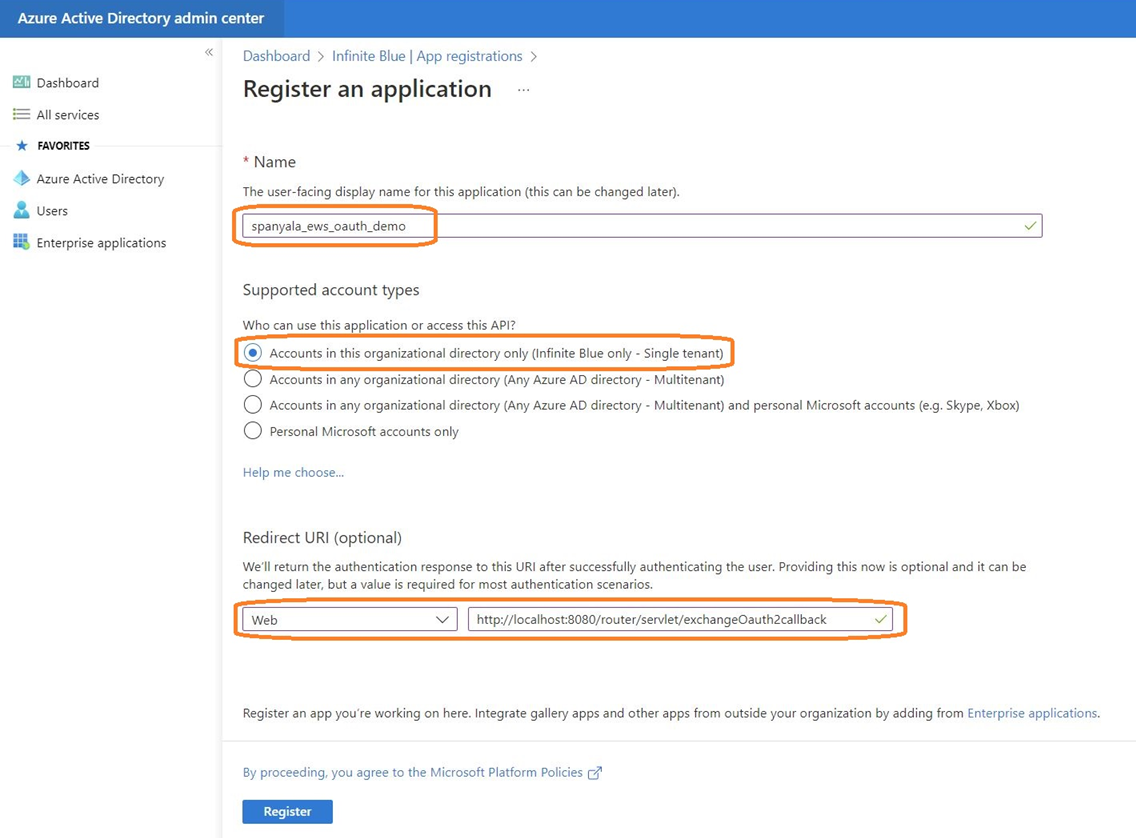 Azure Active Directory admin center
«
Dashboard
All services
FAVORITES
Azure Active Directory
Users
Enterprise applications
Dashboard > Infinite Blue | App registrations >
Register an application ...
* Name
The user-facing display name for this application (this can be changed later).
spanyala_ews_oauth_demo
Supported account types
Who can use this application or access this API?
Accounts in this organizational directory only (Infinite Blue only - Single tenant)
Accounts in any organizational directory (Any Azure AD directory - Multitenant)
Accounts in any organizational directory (Any Azure AD directory - Multitenant) and personal Microsoft accounts (e.g. Skype, Xbox)
Personal Microsoft accounts only
Help me choose...
Redirect URI (optional)
We'll return the authentication response to this URI after successfully authenticating the user. Providing this now is optional and it can be
changed later, but a value is required for most authentication scenarios.
Web http://localhost:8080/router/servlet/exchangeOauth2callback
Register an app you're working on here. Integrate gallery apps and other apps from outside your organization by adding from Enterprise applications.
By proceeding, you agree to the Microsoft Platform Policies
Register